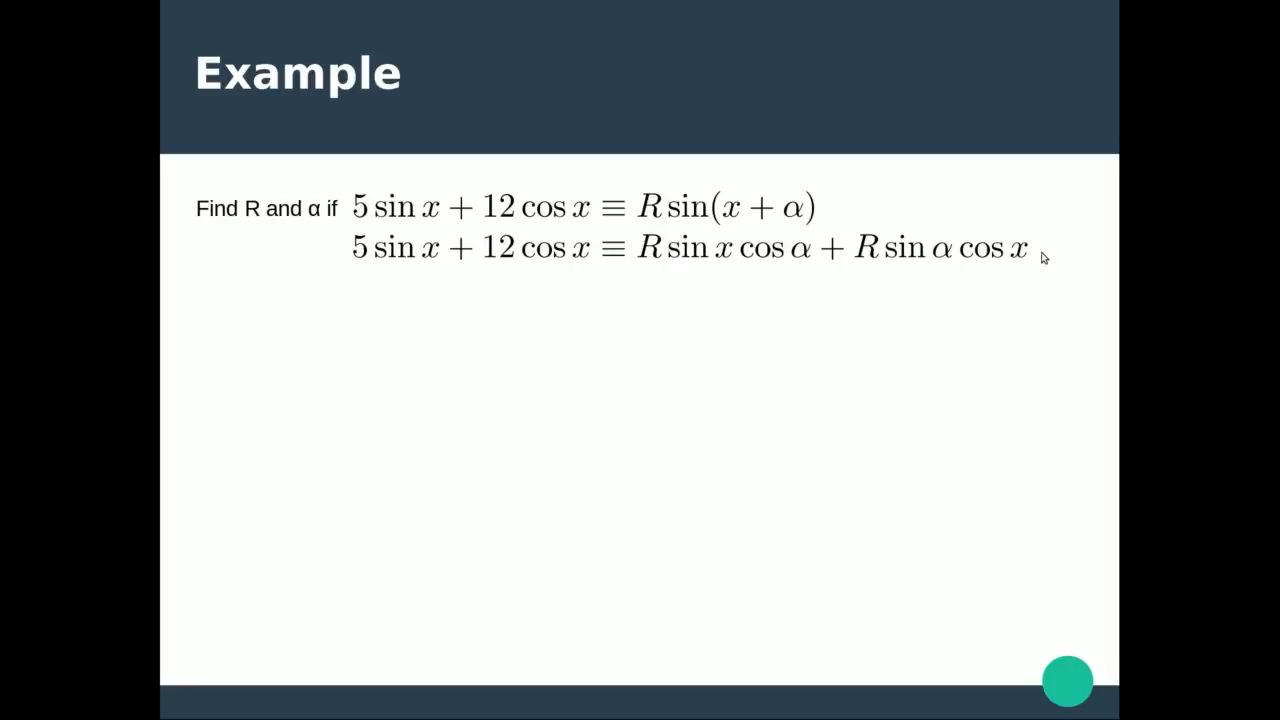 Example
Find R and α if 5 sin x + 12 cos x ≡ R sin(x + α)
5 sin x + 12 cos x ≡ R sin x cos α + R sin α cos x